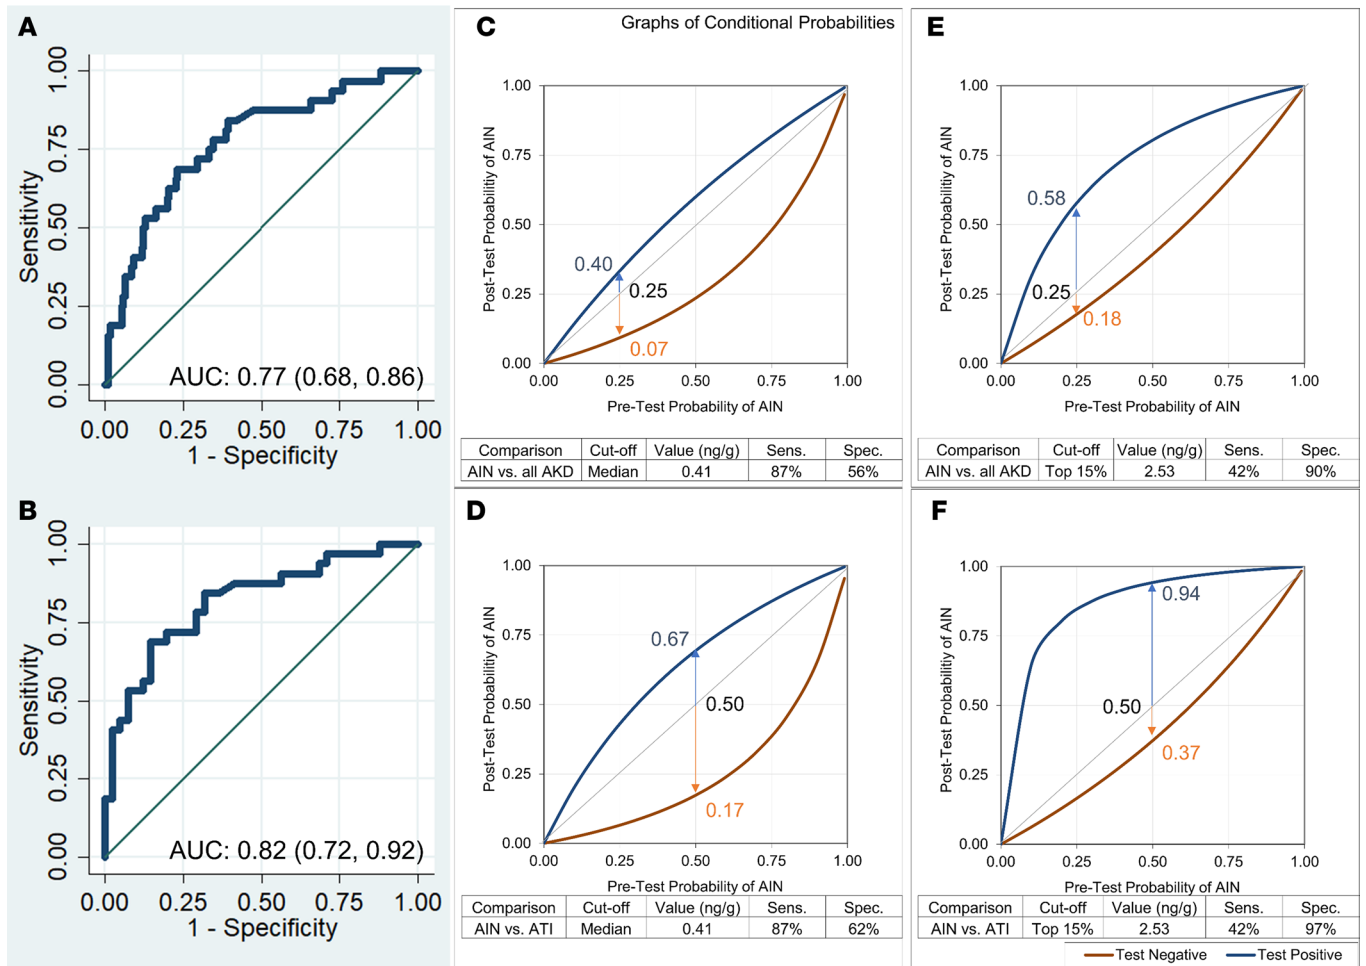 A
1.00
0.75
0.50
0.25
0.00
Sensitivity
AUC: 0.77 (0.68, 0.86)
0.00 0.25 0.50 0.75 1.00
1 - Specificity
B
1.00
0.75
0.50
0.25
0.00
Sensitivity
AUC: 0.82 (0.72, 0.92)
0.00 0.25 0.50 0.75 1.00
1 - Specificity
C
Graphs of Conditional Probabilities
1.00
0.75
0.50
0.25
0.00
Post-Test Probability of AIN
0.40
0.25
0.07
0.00 0.25 0.50 0.75 1.00
Pre-Test Probability of AIN
Comparison Cut-off Value (ng/g) Sens. Spec.
AIN vs. all AKD Median 0.41 87% 56%
D
1.00
0.75
0.50
0.25
0.00
Post-Test Probability of AIN
0.67
0.50
0.17
0.00 0.25 0.50 0.75 1.00
Pre-Test Probability of AIN
Comparison Cut-off Value (ng/g) Sens. Spec.
AIN vs. ATI Median 0.41 87% 62%
E
1.00
0.75
0.50
0.25
0.00
Post-Test Probability of AIN
0.58
0.25
0.18
0.00 0.25 0.50 0.75 1.00
Pre-Test Probability of AIN
Comparison Cut-off Value (ng/g) Sens. Spec.
AIN vs. all AKD Top 15% 2.53 42% 90%
F
1.00
0.75
0.50
0.25
0.00
Post-Test Probability of AIN
0.94
0.50
0.37
0.00 0.25 0.50 0.75 1.00
Pre-Test Probability of AIN
Comparison Cut-off Value (ng/g) Sens. Spec.
AIN vs. ATI Top 15% 2.53 42% 97%
Test Negative Test Positive